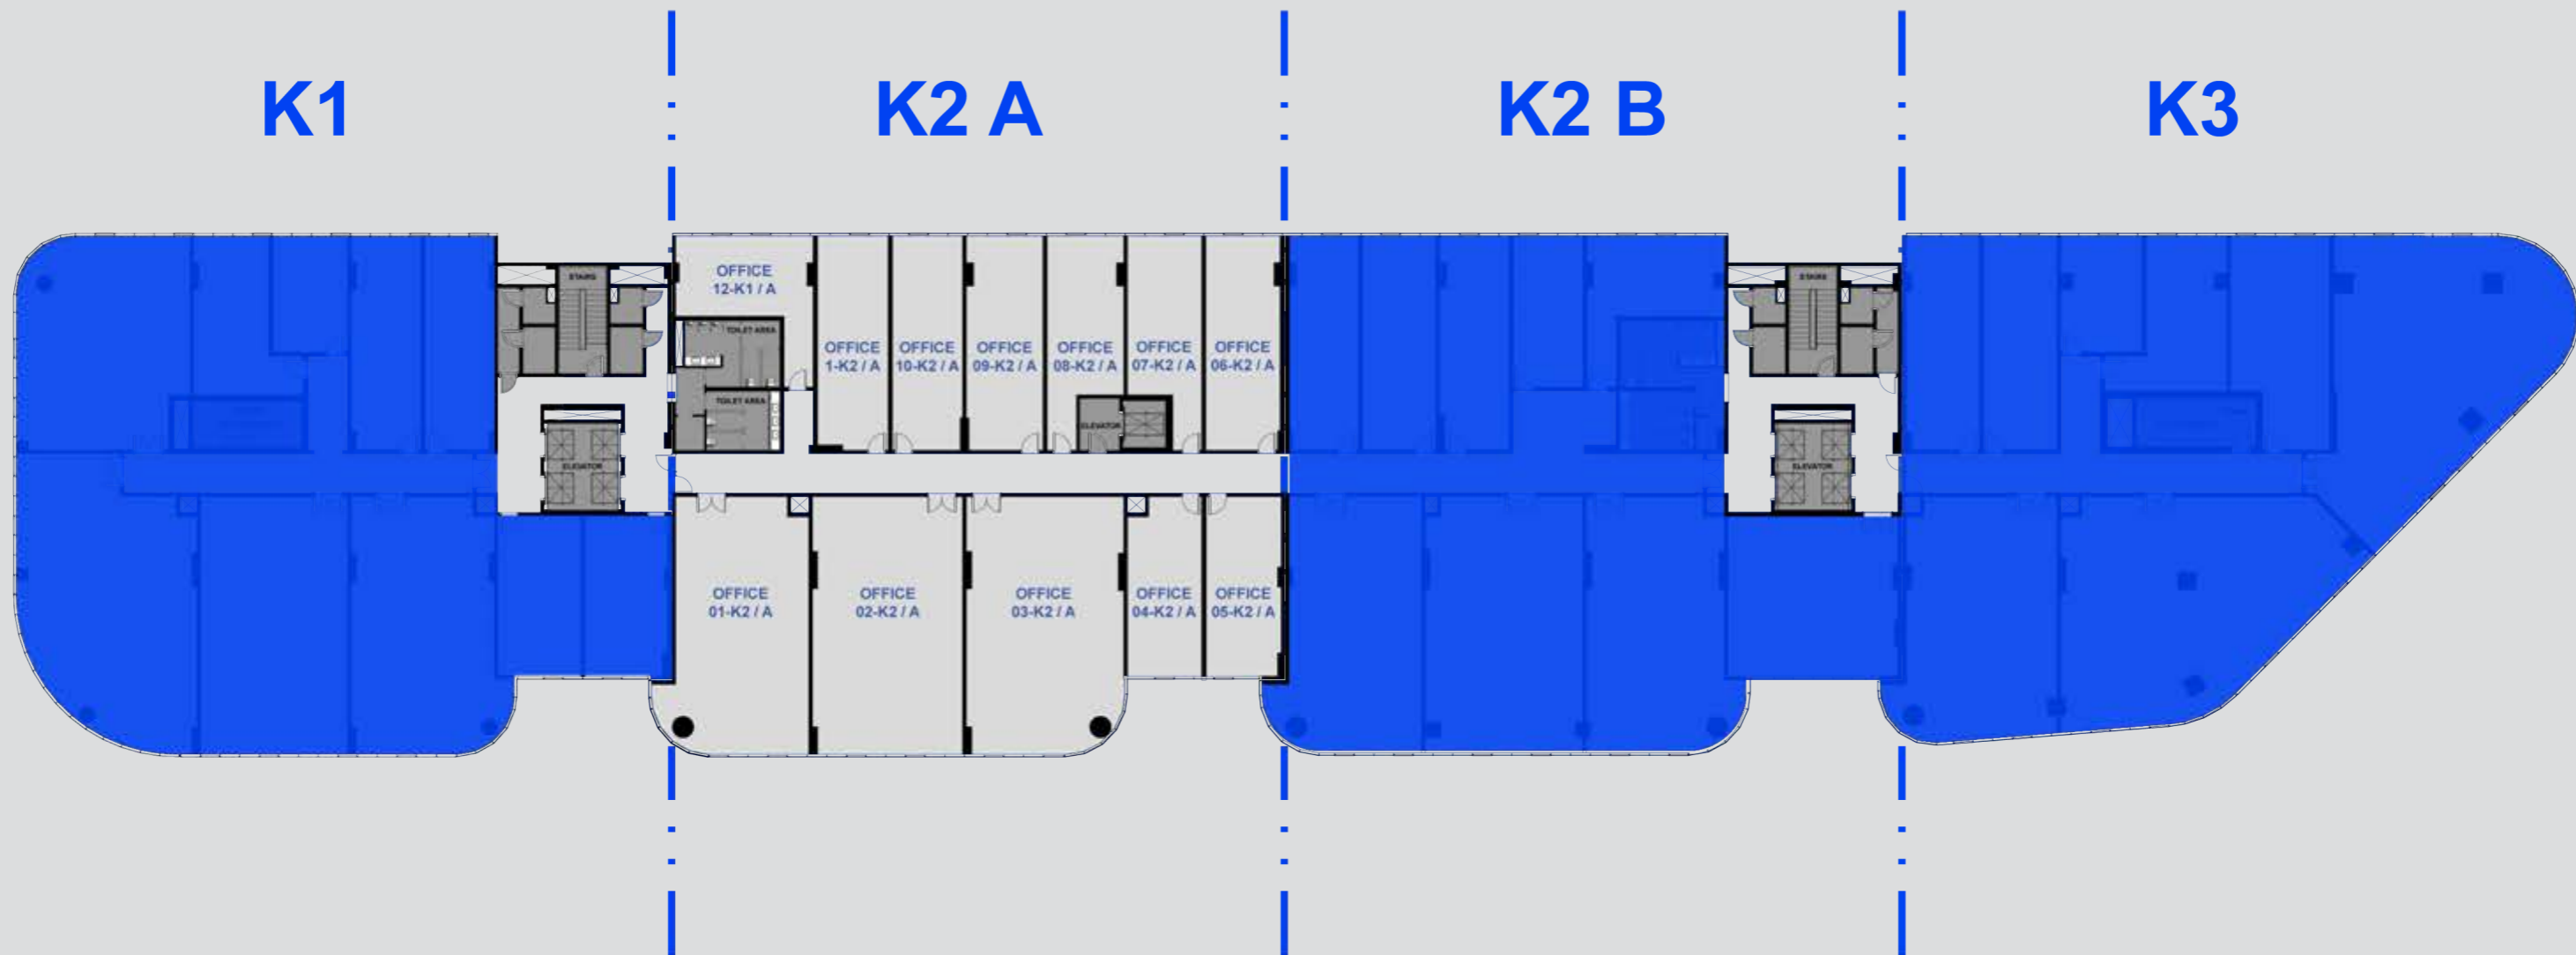 K1
K2 A
K2 B
K3
STAIRS
STAIRS
OFFICE
12-K1 / A
TOILET AREA
TOILET AREA
OFFICE
1-K2 / A
OFFICE
10-K2 / A
OFFICE
09-K2 / A
OFFICE
08-K2 / A
OFFICE
07-K2 / A
OFFICE
06-K2 / A
ELEVATOR
ELEVATOR
ELEVATOR
OFFICE
01-K2 / A
OFFICE
02-K2 / A
OFFICE
03-K2 / A
OFFICE
04-K2 / A
OFFICE
05-K2 / A